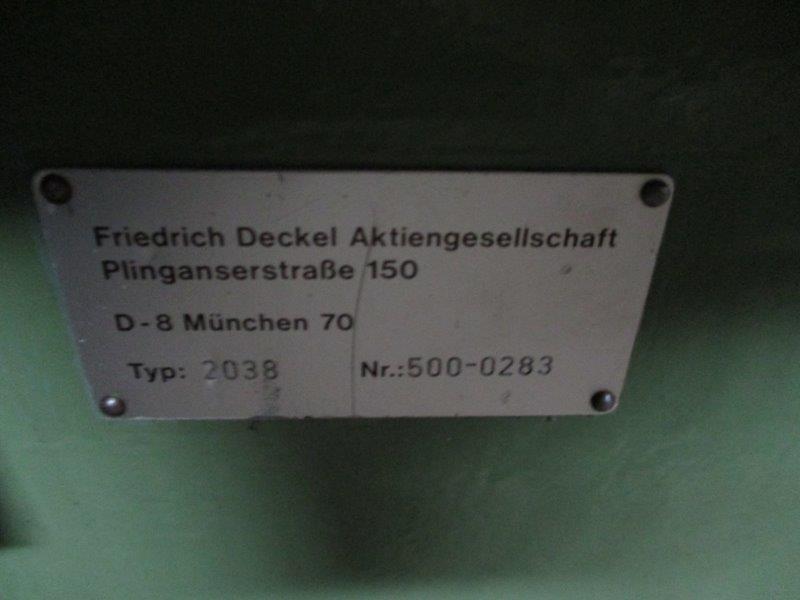 Friedrich Deckel Aktiengesellschaft
Plinganserstraße 150
D-8 München 70
Typ: 2038 Nr.:500-0283